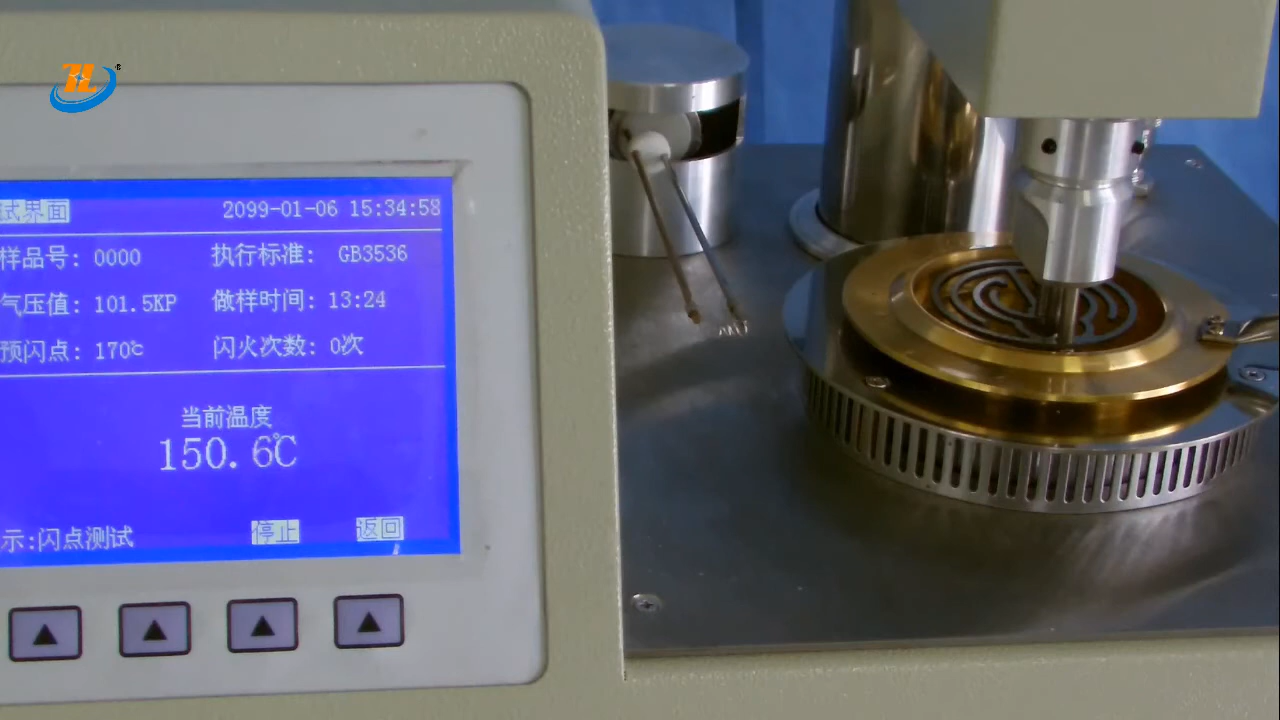 ZL®
试界面 2099-01-06 15:34:58
样品号: 0000 执行标准: GB3536
气压值: 101.5KP 做样时间: 13:24
预闪点: 170℃ 闪火次数: 0次
当前温度
150.6℃
示:闪点测试 停止 返回